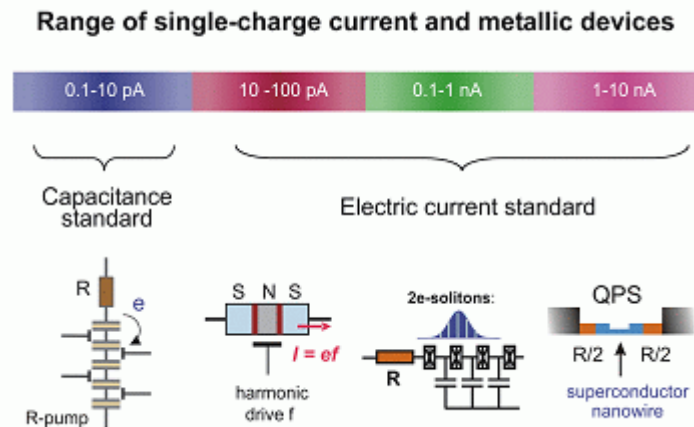 Range of single-charge current and metallic devices
0.1-10 pA
10 -100 pA
0.1-1 nA
1-10 nA
Capacitance
standard
Electric current standard
R
e
R-pump
S N S
I = ef
harmonic
drive f
2e-solitons:
R
QPS
R/2 R/2
superconductor
nanowire